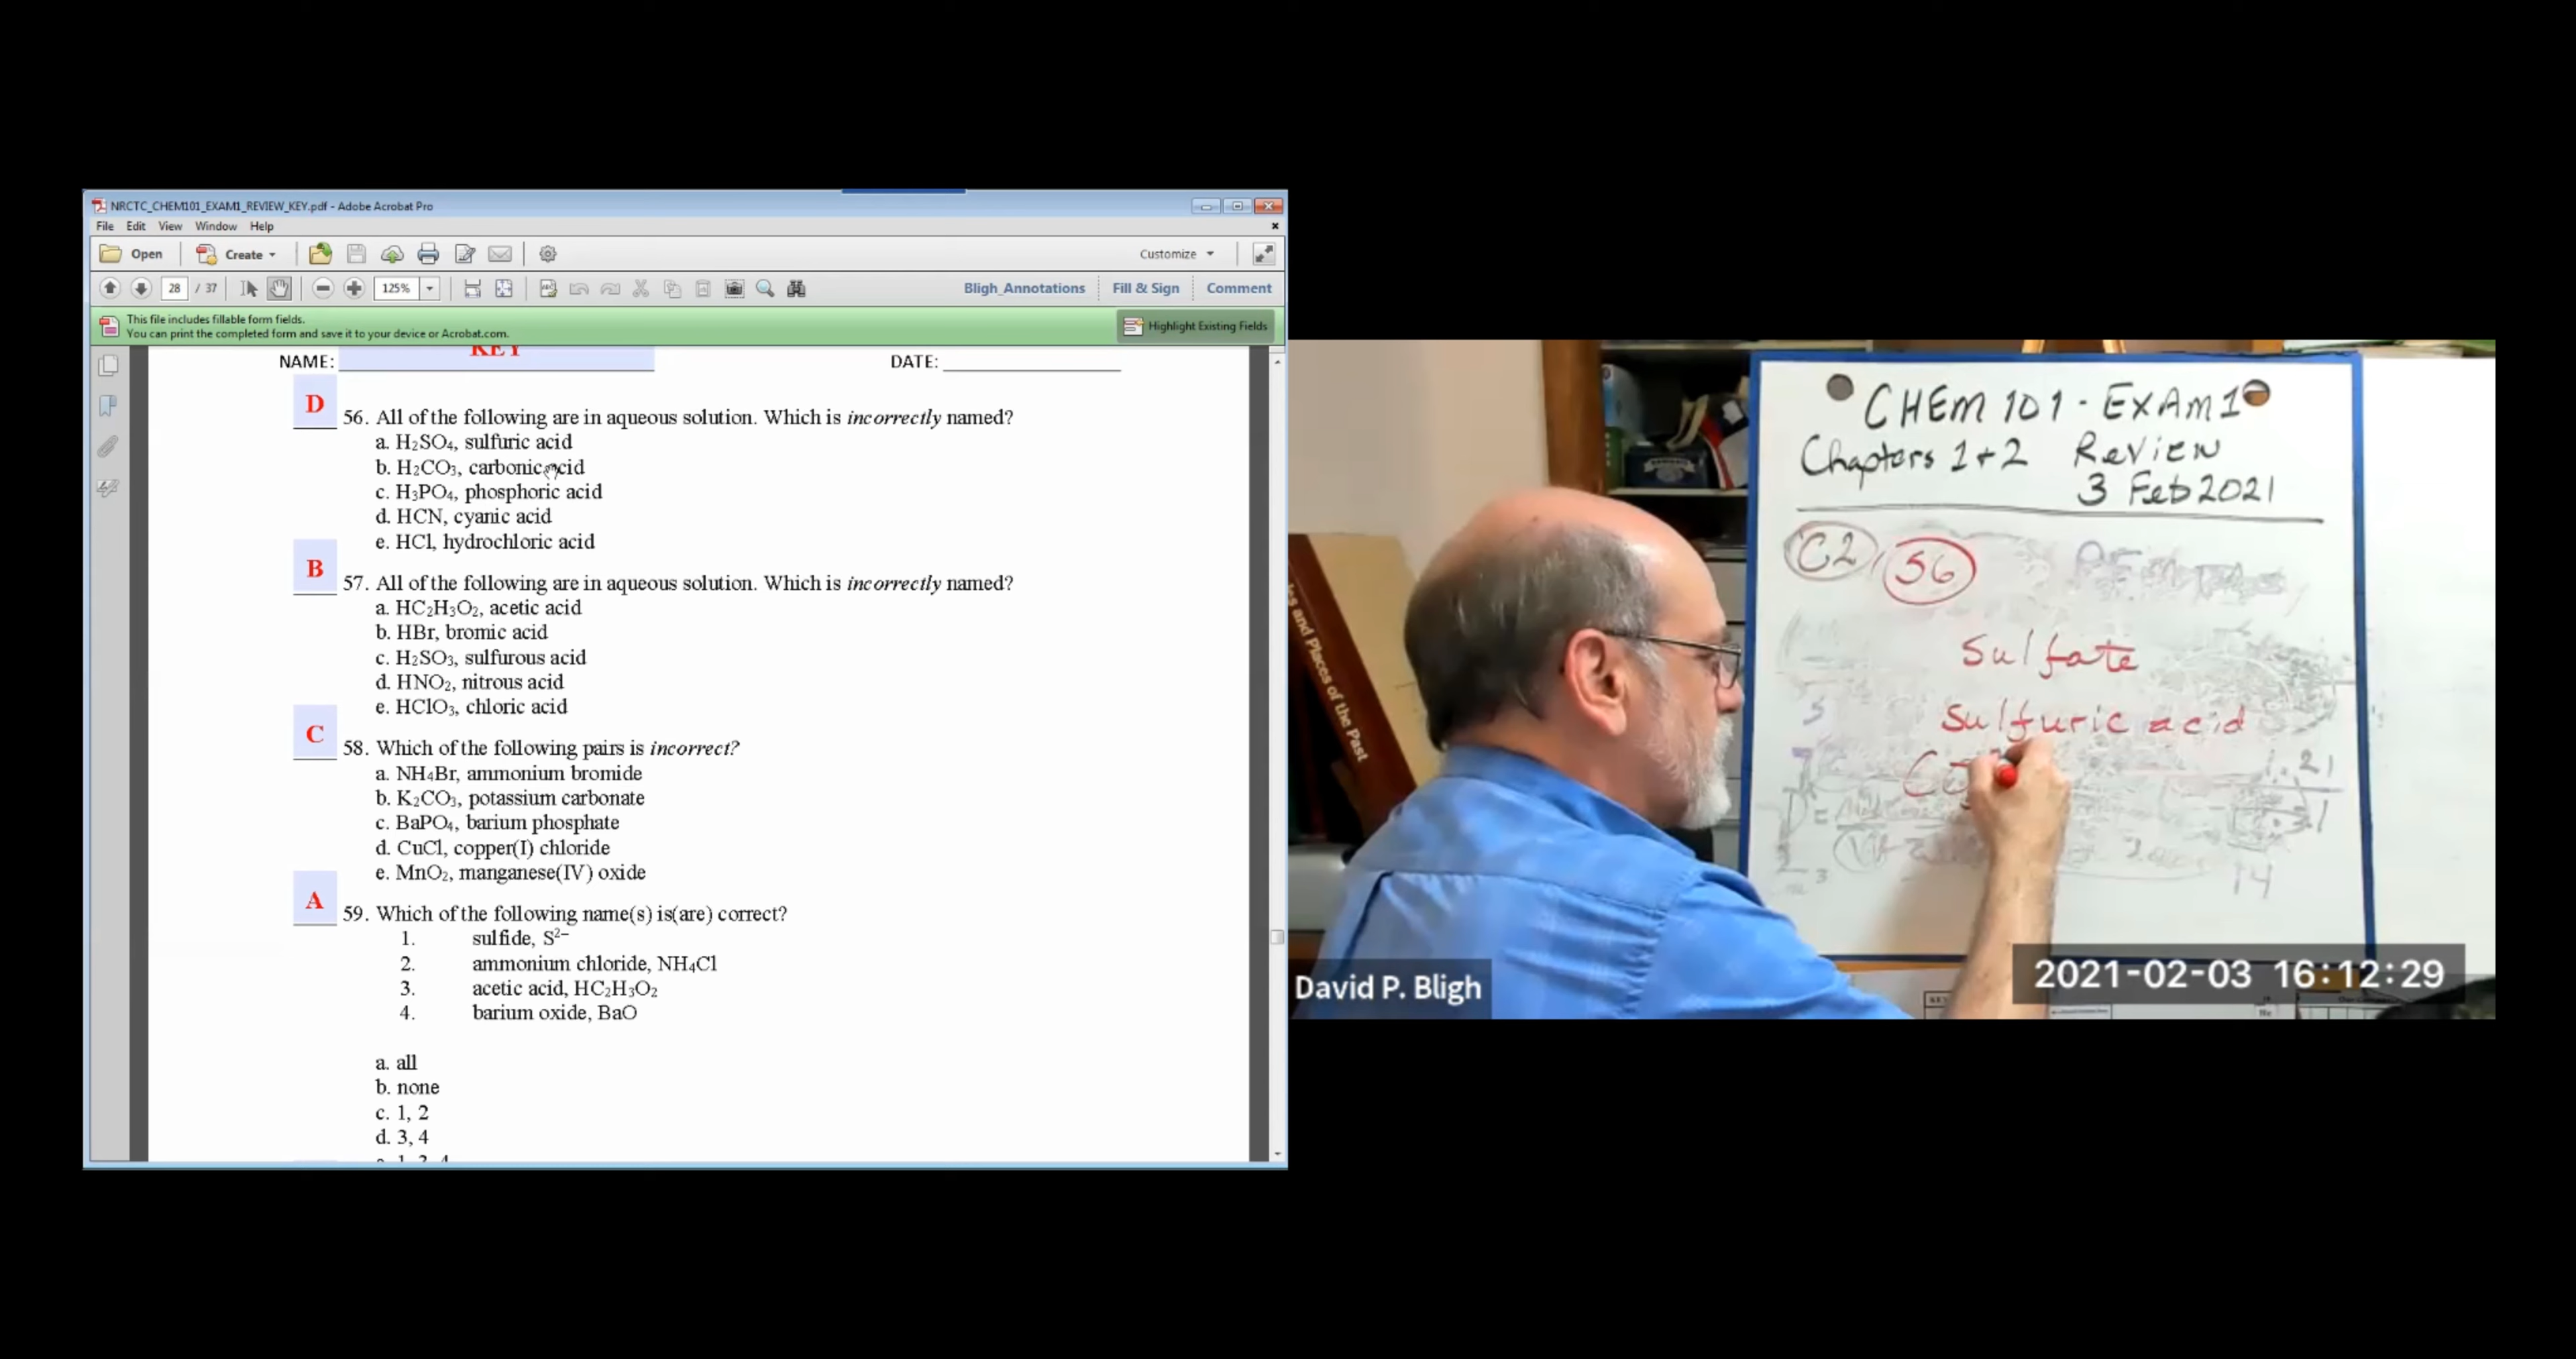 NRCTC_CHEM101_EXAM1_REVIEW_KEY.pdf - Adobe Acrobat Pro
File Edit View Window Help
Open Create Customize
28 / 37 125% Bligh_Annotations Fill & Sign Comment
This file includes fillable form fields.
You can print the completed form and save it to your device or Acrobat.com.
Highlight Existing Fields
NAME: KEY DATE:
D
56. All of the following are in aqueous solution. Which is incorrectly named?
a. H₂SO₄, sulfuric acid
b. H₂CO₃, carbonic acid
c. H₃PO₄, phosphoric acid
d. HCN, cyanic acid
e. HCl, hydrochloric acid
B
57. All of the following are in aqueous solution. Which is incorrectly named?
a. HC₂H₃O₂, acetic acid
b. HBr, bromic acid
c. H₂SO₃, sulfurous acid
d. HNO₂, nitrous acid
e. HClO₃, chloric acid
C
58. Which of the following pairs is incorrect?
a. NH₄Br, ammonium bromide
b. K₂CO₃, potassium carbonate
c. BaPO₄, barium phosphate
d. CuCl, copper(I) chloride
e. MnO₂, manganese(IV) oxide
A
59. Which of the following name(s) is(are) correct?
1. sulfide, S²⁻
2. ammonium chloride, NH₄Cl
3. acetic acid, HC₂H₃O₂
4. barium oxide, BaO
a. all
b. none
c. 1, 2
d. 3, 4
CHEM 101 - EXAM 1
Chapters 1 + 2 Review
3 Feb 2021
C2, 56
Sulfate
Sulfuric acid
and Places of the Past
David P. Bligh
2021-02-03 16:12:29